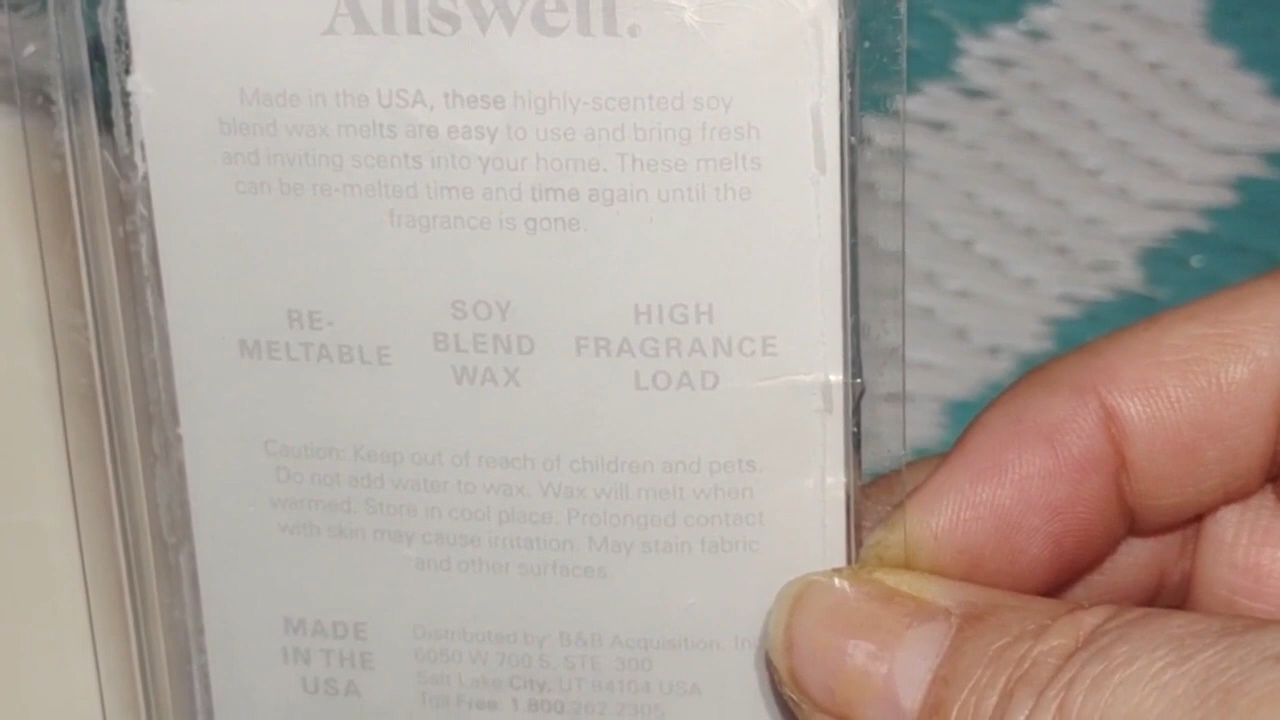 Allswell.
Made in the USA, these highly-scented soy
blend wax melts are easy to use and bring fresh
and inviting scents into your home. These melts
can be re-melted time and time again until the
fragrance is gone.
RE-
MELTABLE
SOY
BLEND
WAX
HIGH
FRAGRANCE
LOAD
Caution: Keep out of reach of children and pets.
Do not add water to wax. Wax will melt when
warmed. Store in cool place. Prolonged contact
with skin may cause irritation. May stain fabric
and other surfaces
MADE
IN THE
USA
Distributed by: B&B Acquisition, In
6050 W 700 S. STE. 300
Salt Lake City, UT 84104 USA
Toll Free: 1.800.262.2305